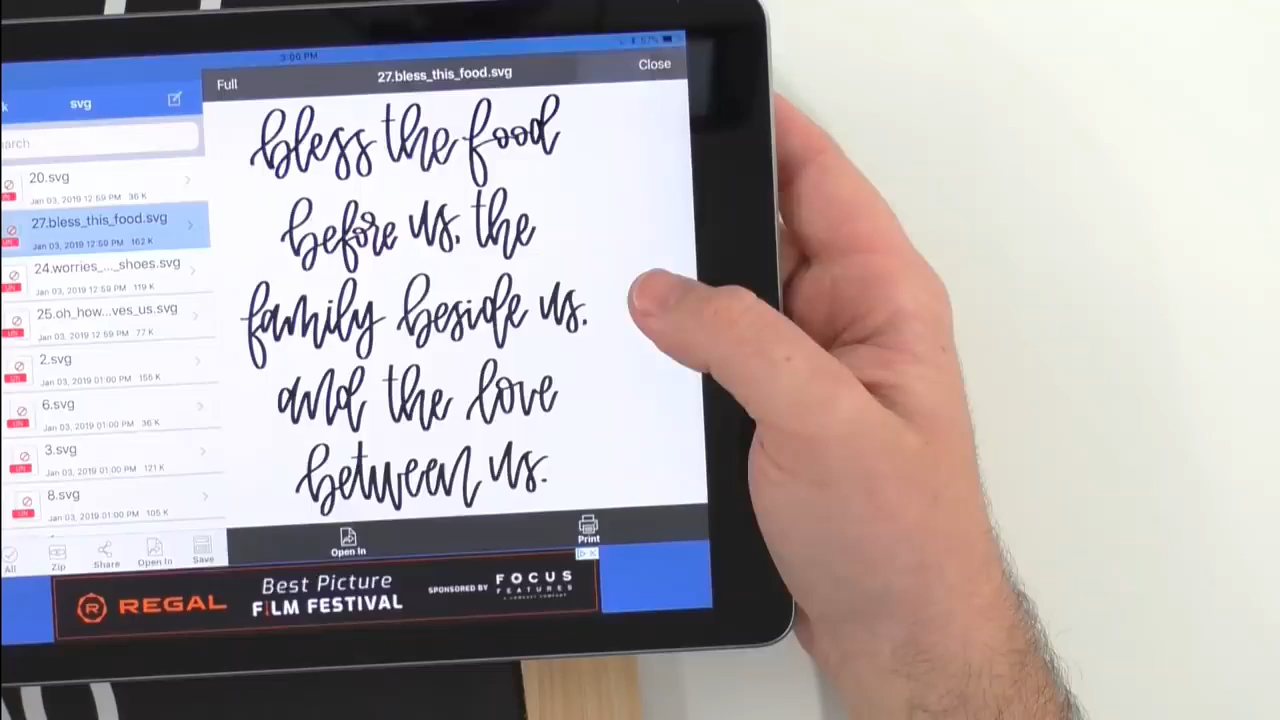 3:00 PM
57%
svg
Full
27.bless_this_food.svg
Close
arch
20.svg
Jan 03, 2019 12:59 PM 36 K
27.bless_this_food.svg
Jan 03, 2019 12:59 PM 162 K
24.worries_..._shoes.svg
Jan 03, 2019 12:59 PM 119 K
25.oh_how...ves_us.svg
Jan 03, 2019 12:59 PM 77 K
2.svg
Jan 03, 2019 01:00 PM 156 K
6.svg
Jan 03, 2019 01:00 PM 36 K
3.svg
Jan 03, 2019 01:00 PM 121 K
8.svg
Jan 03, 2019 01:00 PM 105 K
bless the food
before us, the
family beside us,
and the love
between us.
All
Zip
Share
Open In
Save
Open In
Print
R REGAL
Best Picture
FILM FESTIVAL
SPONSORED BY
FOCUS
FEATURES